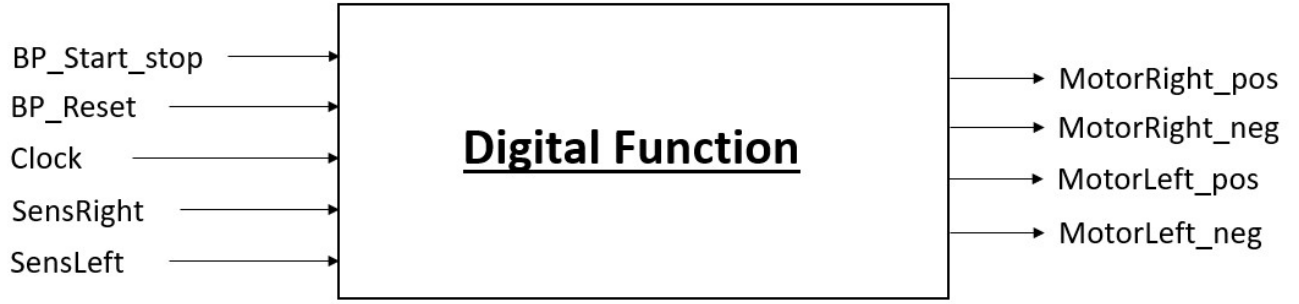 BP_Start_stop
BP_Reset
Clock
SensRight
SensLeft
Digital Function
MotorRight_pos
MotorRight_neg
MotorLeft_pos
MotorLeft_neg